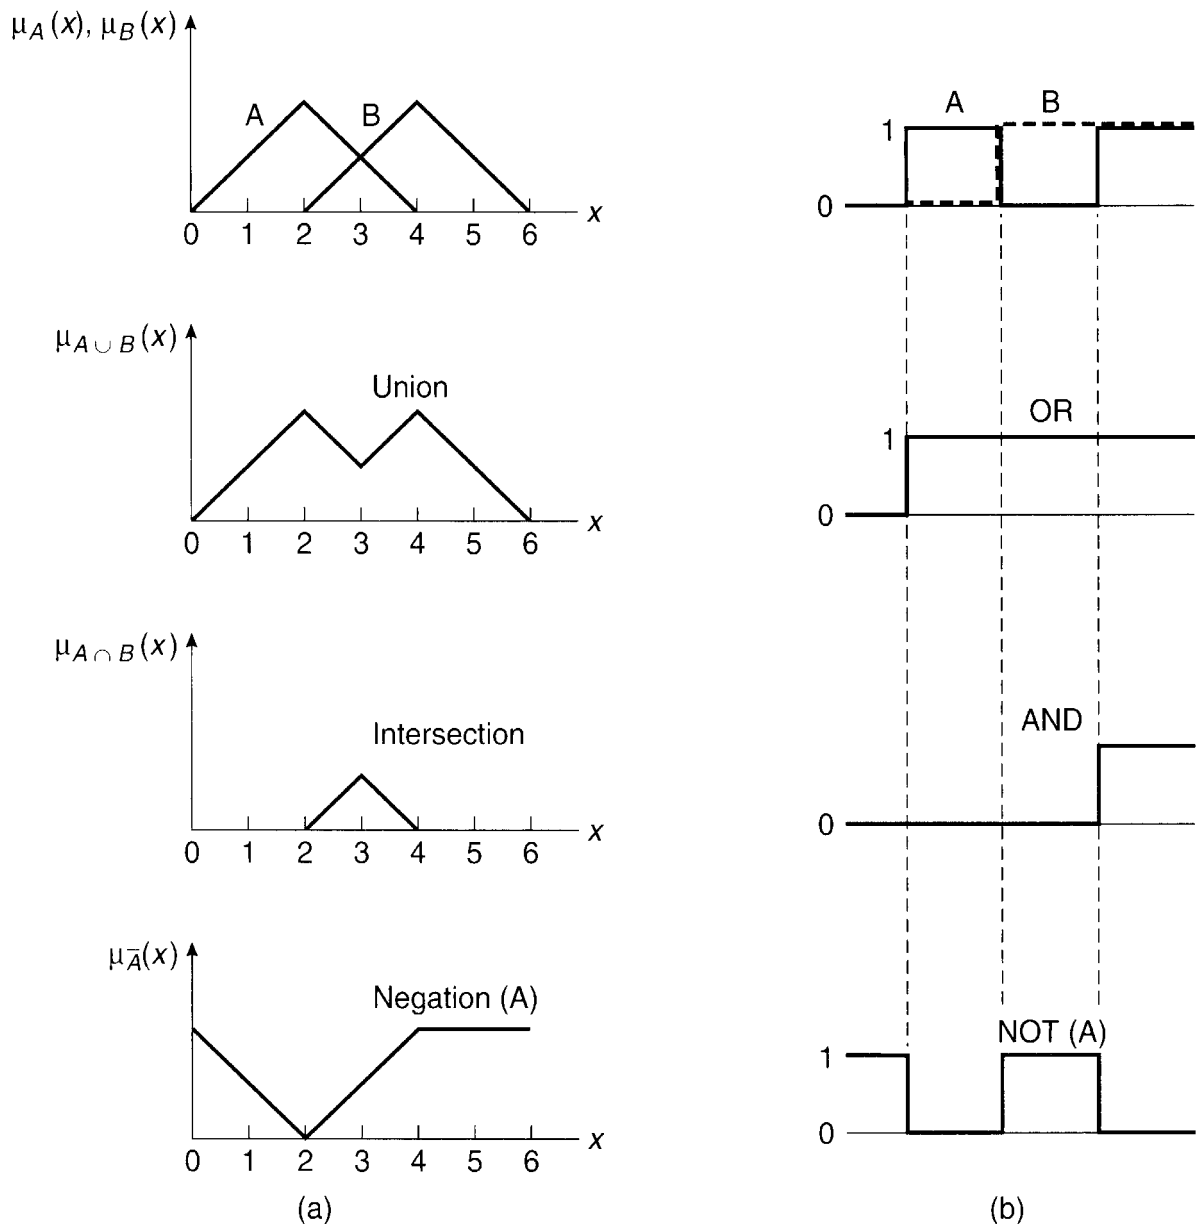 μA(x), μB(x)
A
B
0 1 2 3 4 5 6 x
A B
1
0
μA∪B(x)
Union
0 1 2 3 4 5 6 x
OR
1
0
μA∩B(x)
Intersection
0 1 2 3 4 5 6 x
AND
0
μA̅(x)
Negation (A)
0 1 2 3 4 5 6 x
NOT (A)
1
0
(a)
(b)